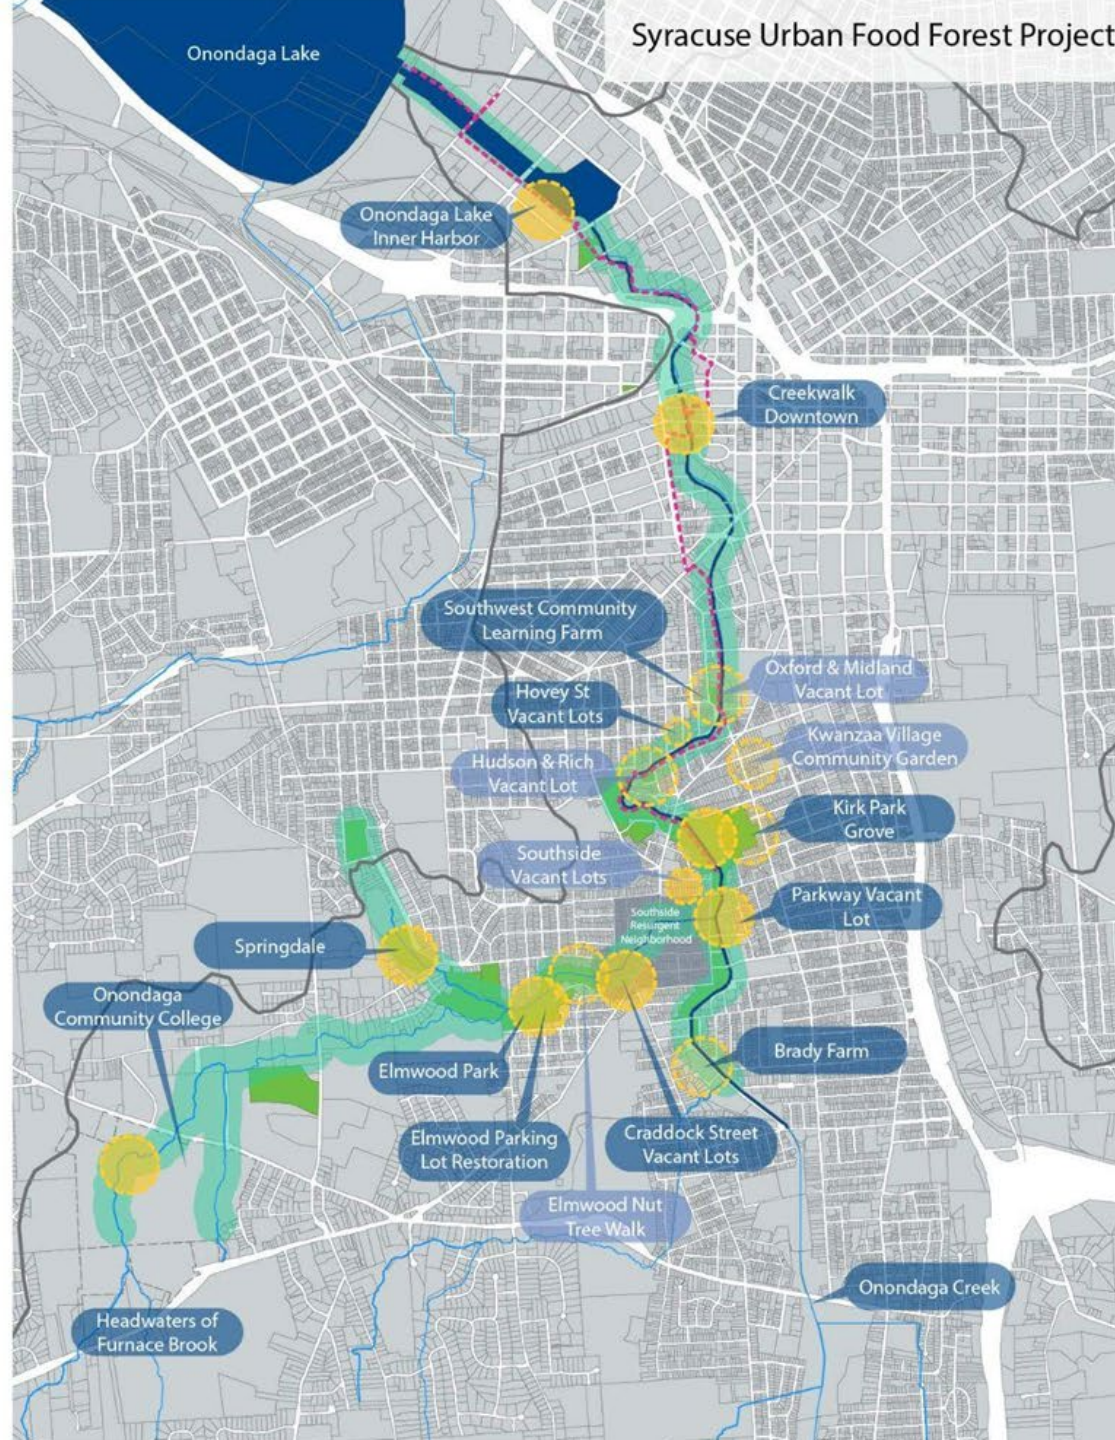 Syracuse Urban Food Forest Project
Onondaga Lake
Onondaga Lake
Inner Harbor
Creekwalk
Downtown
Southwest Community
Learning Farm
Oxford & Midland
Vacant Lot
Hovey St
Vacant Lots
Kwanzaa Village
Community Garden
Hudson & Rich
Vacant Lot
Kirk Park
Grove
Southside
Vacant Lots
Parkway Vacant
Lot
Southside
Resurgent
Neighborhood
Springdale
Onondaga
Community College
Brady Farm
Elmwood Park
Elmwood Parking
Lot Restoration
Craddock Street
Vacant Lots
Elmwood Nut
Tree Walk
Onondaga Creek
Headwaters of
Furnace Brook